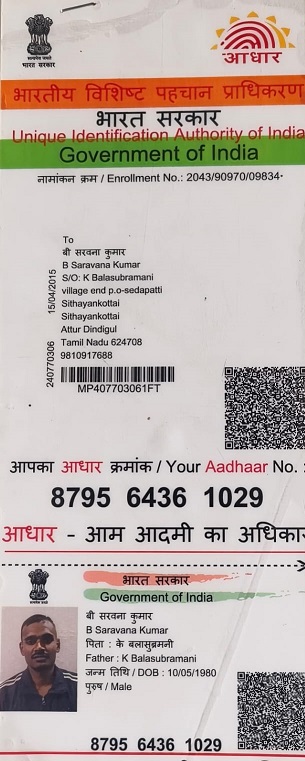 सत्यमेव जयते
भारत सरकार
आधार
भारतीय विशिष्ट पहचान प्राधिकरण
भारत सरकार
Unique Identification Authority of India
Government of India
नामांकन क्रम / Enrollment No.: 2043/90970/09834
To
बी सरवना कुमार
B Saravana Kumar
S/O: K Balasubramani
village end p.o-sedapatti
Sithayankottai
Sithayankottai
Attur Dindigul
Tamil Nadu 624708
9810917688
15/04/2015
240770306
MP407703061FT
आपका आधार क्रमांक / Your Aadhaar No. :
8795 6436 1029
आधार - आम आदमी का अधिकार
भारत सरकार
Government of India
बी सरवना कुमार
B Saravana Kumar
पिता : के बालासुब्रमनी
Father : K Balasubramani
जन्म तिथि / DOB : 10/05/1980
पुरुष / Male
8795 6436 1029